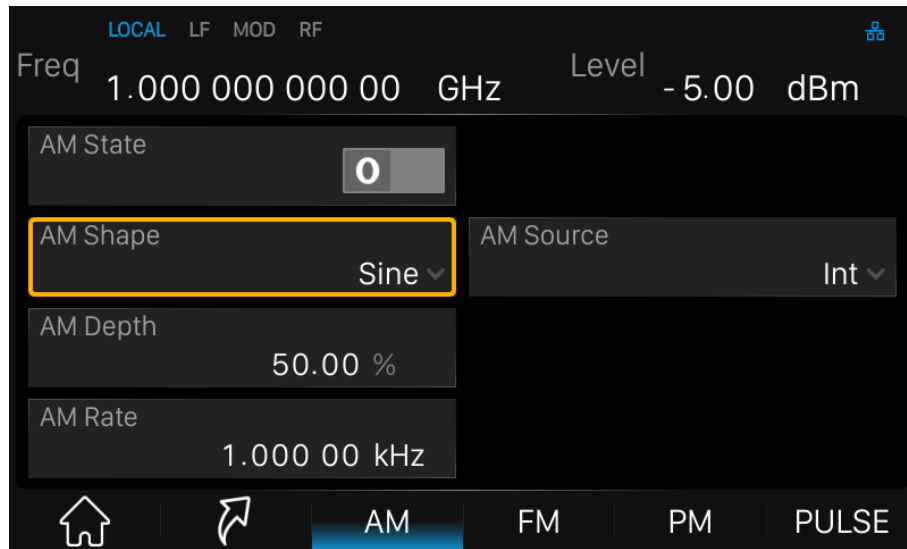 LOCAL LF MOD RF
Freq 1.000 000 000 00 GHz Level - 5.00 dBm
AM State
O
AM Shape
Sine
AM Source
Int
AM Depth
50.00 %
AM Rate
1.000 00 kHz
AM FM PM PULSE